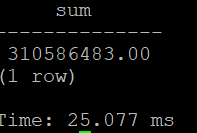 sum
--------------
310586483.00
(1 row)
Time: 25.077 ms